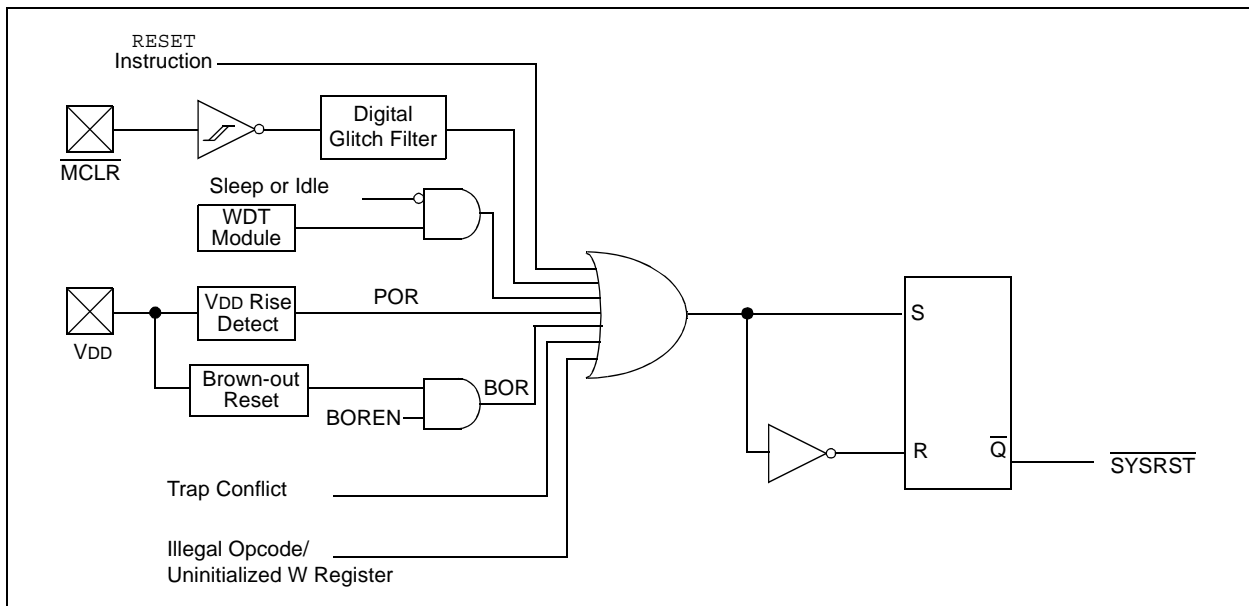 RESET
Instruction
Digital
Glitch Filter
MCLR
Sleep or Idle
WDT
Module
VDD Rise
Detect
POR
VDD
Brown-out
Reset
BOR
BOREN
Trap Conflict
Illegal Opcode/
Uninitialized W Register
S
R
Q
SYSRST